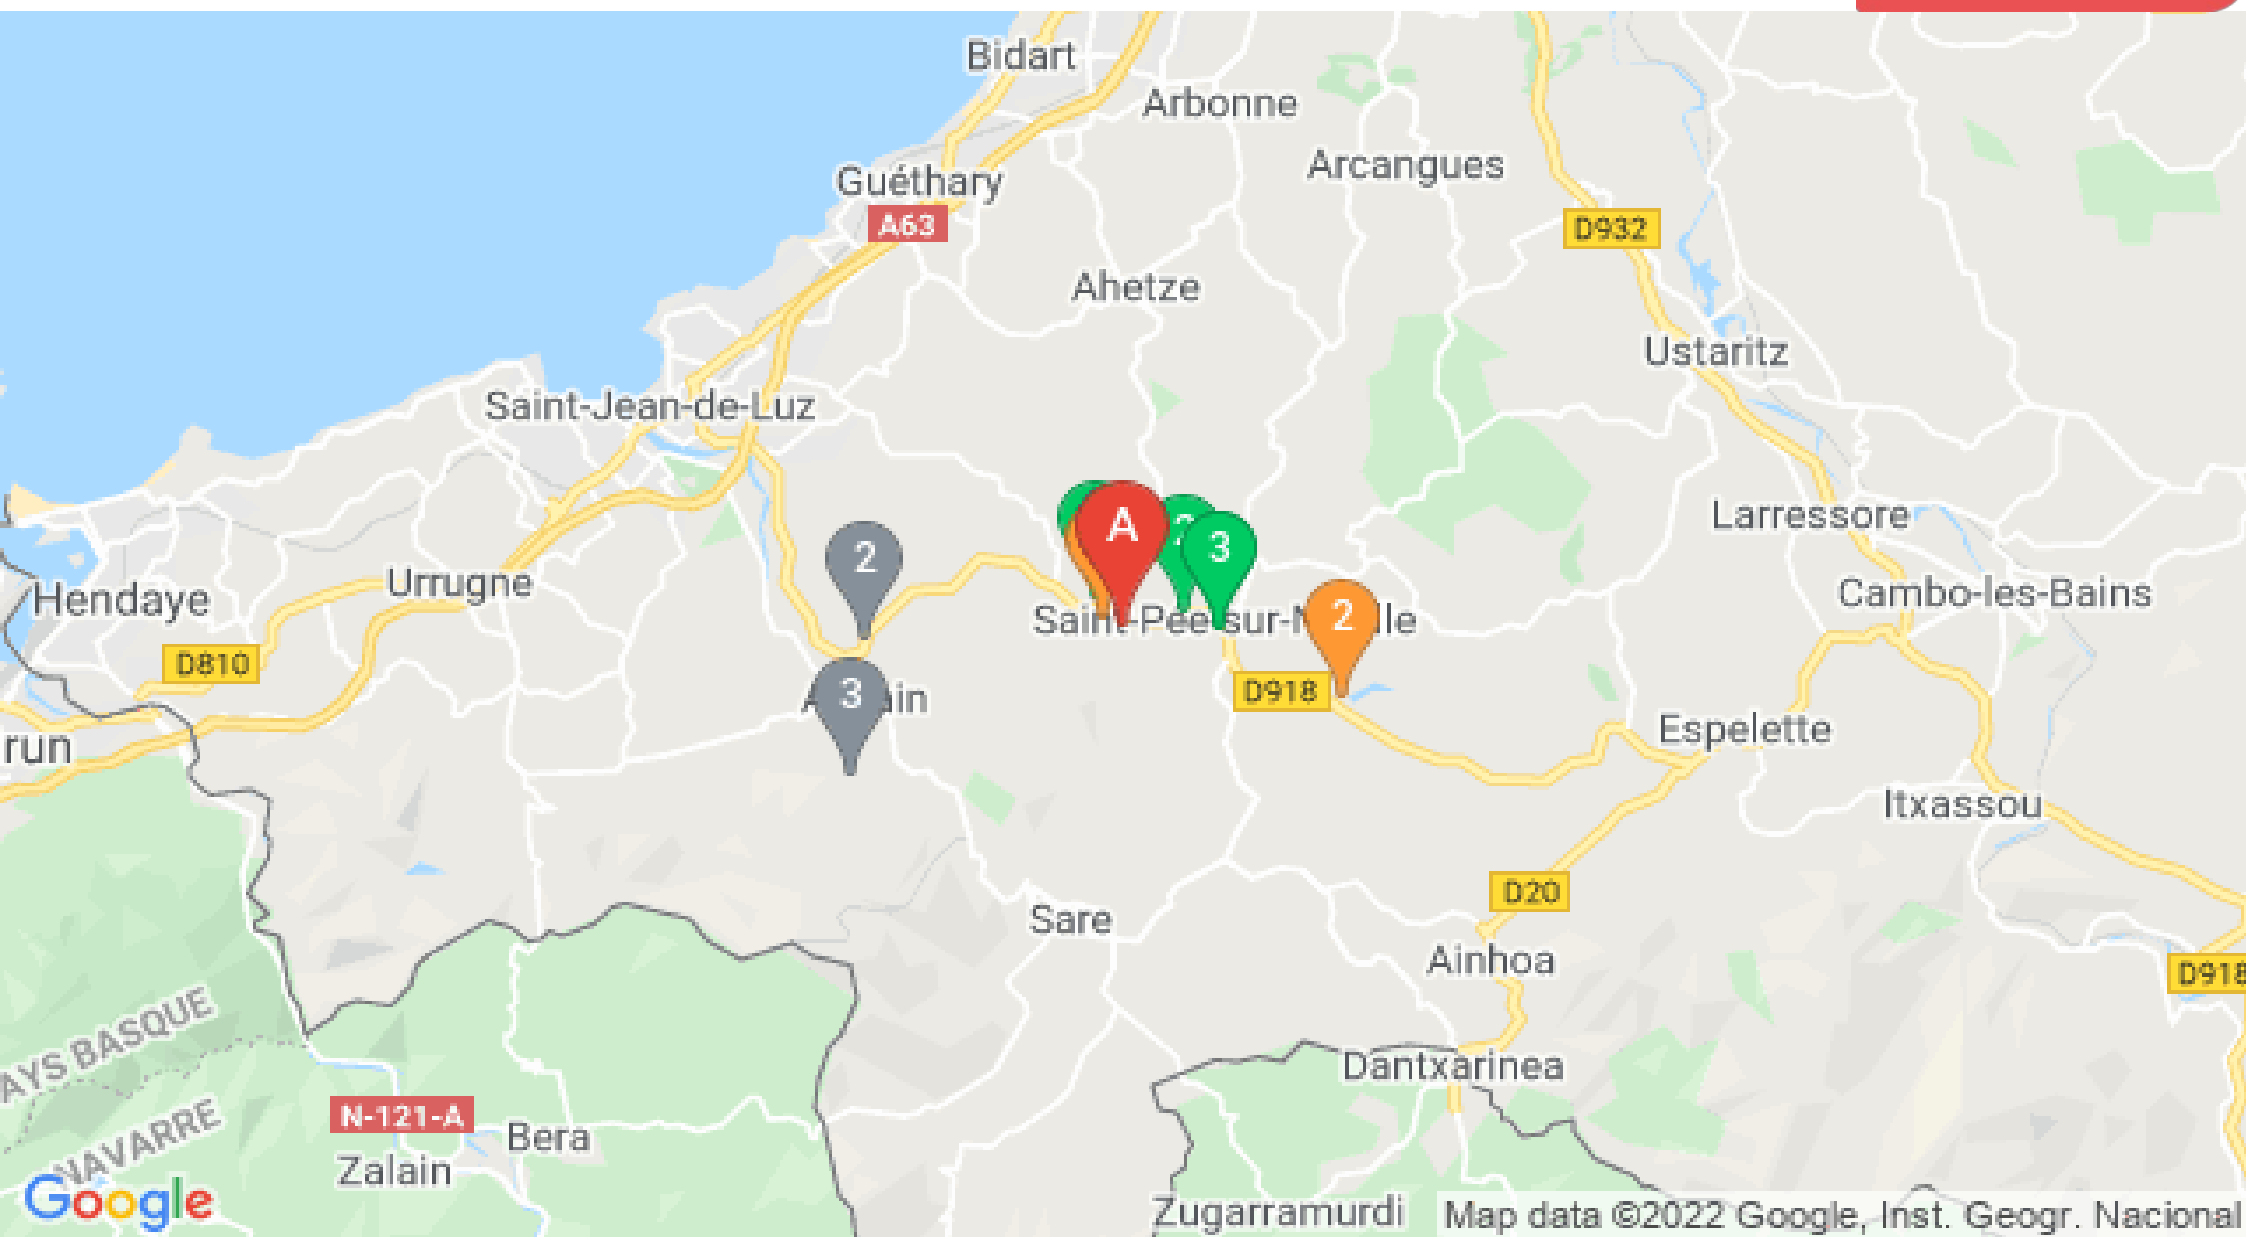 Bidart
Arbonne
Arcangues
Guéthary
A63
D932
Ahetze
Ustaritz
Saint-Jean-de-Luz
A
Larressore
2
3
Urrugne
Hendaye
Cambo-les-Bains
2
D810
D918
3
Espelette
run
Itxassou
D20
Sare
Ainhoa
D918
AYS BASQUE
Dantxarinea
N-121-A
NAVARRE
Bera
Zalain
Google
Zugarramurdi
Map data ©2022 Google, Inst. Geogr. Nacional